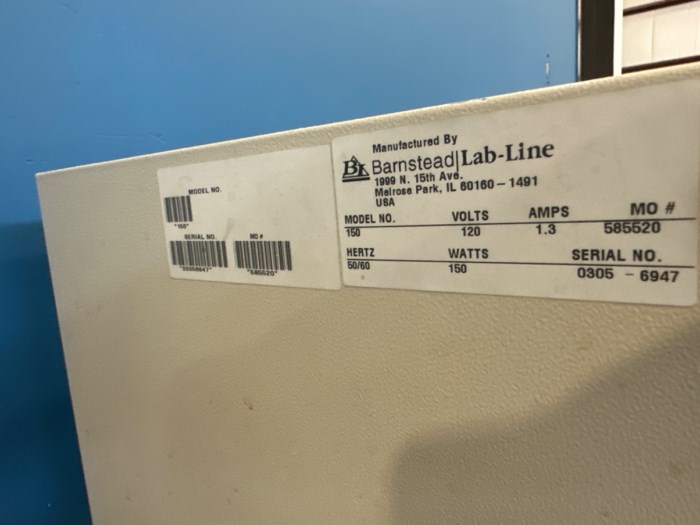 MODEL NO.
"150"
SERIAL NO. MO #
"03056947" "585520"
Manufactured By
Barnstead|Lab-Line
1999 N. 15th Ave.
Melrose Park, IL 60160-1491
USA
MODEL NO. VOLTS AMPS MO #
150 120 1.3 585520
HERTZ WATTS SERIAL NO.
50/60 150 0305 - 6947